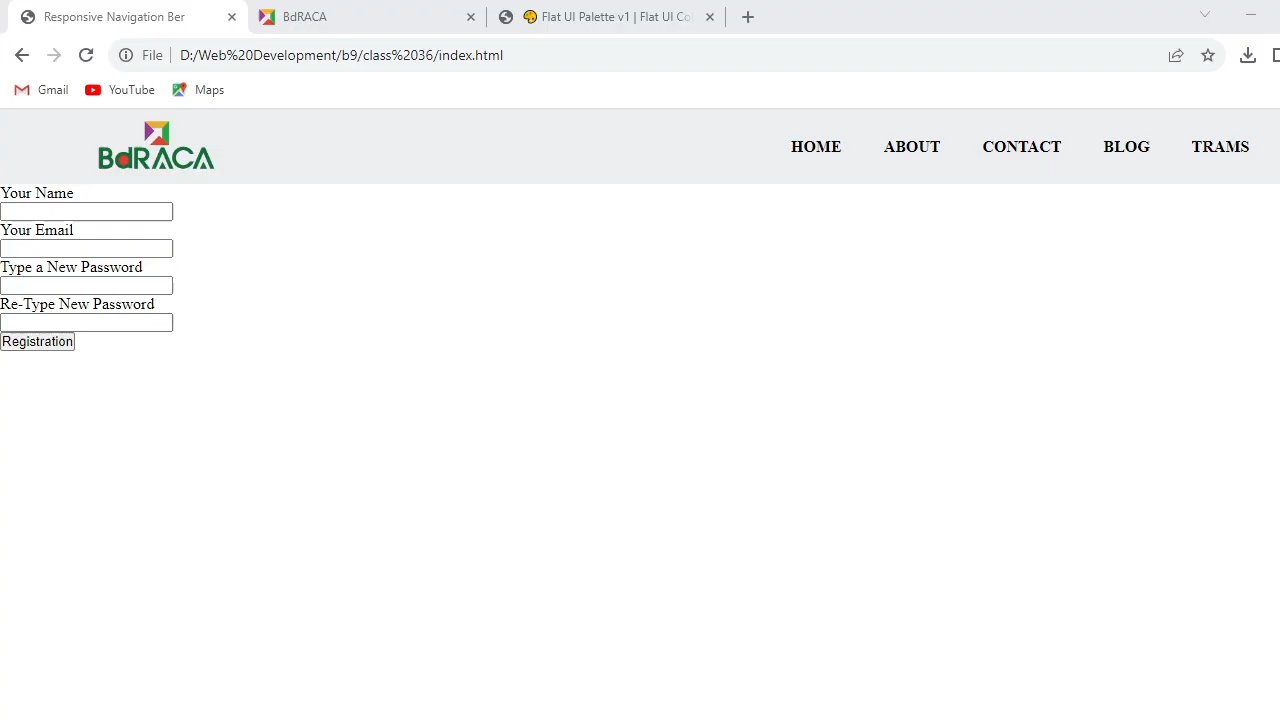 Responsive Navigation Ber
BdRACA
Flat UI Palette v1 | Flat UI Co
File
D:/Web%20Development/b9/class%2036/index.html
Gmail
YouTube
Maps
BdRACA
HOME
ABOUT
CONTACT
BLOG
TRAMS
Your Name
Your Email
Type a New Password
Re-Type New Password
Registration